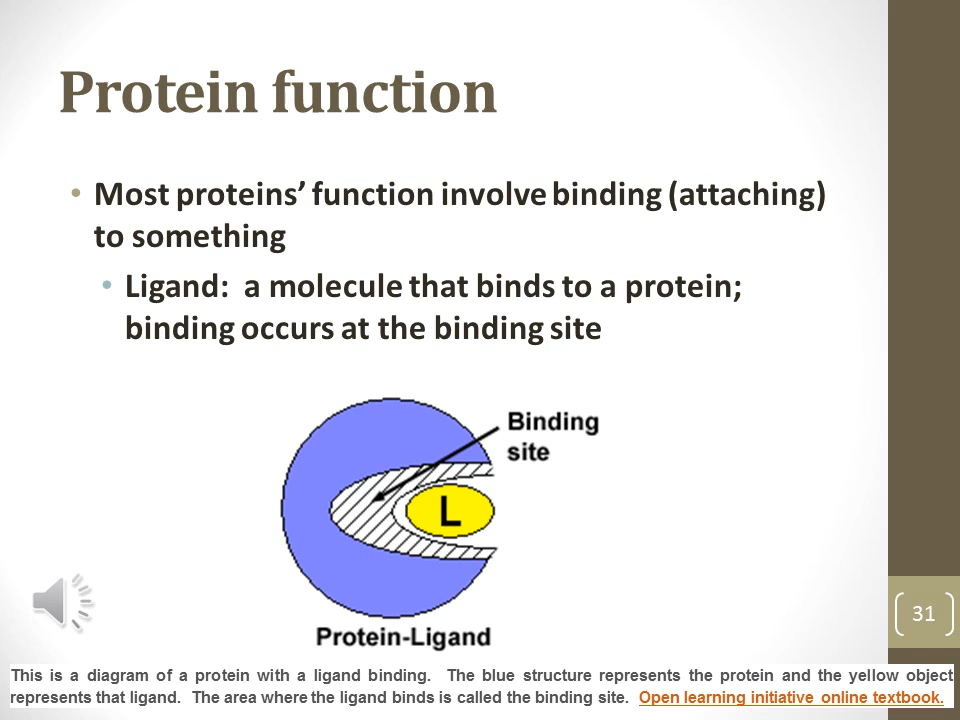 Protein function
• Most proteins’ function involve binding (attaching)
to something
• Ligand:  a molecule that binds to a protein;
binding occurs at the binding site
Binding
site
L
Protein-Ligand
31
This is a diagram of a protein with a ligand binding.  The blue structure represents the protein and the yellow object
represents that ligand.  The area where the ligand binds is called the binding site.  Open learning initiative online textbook.